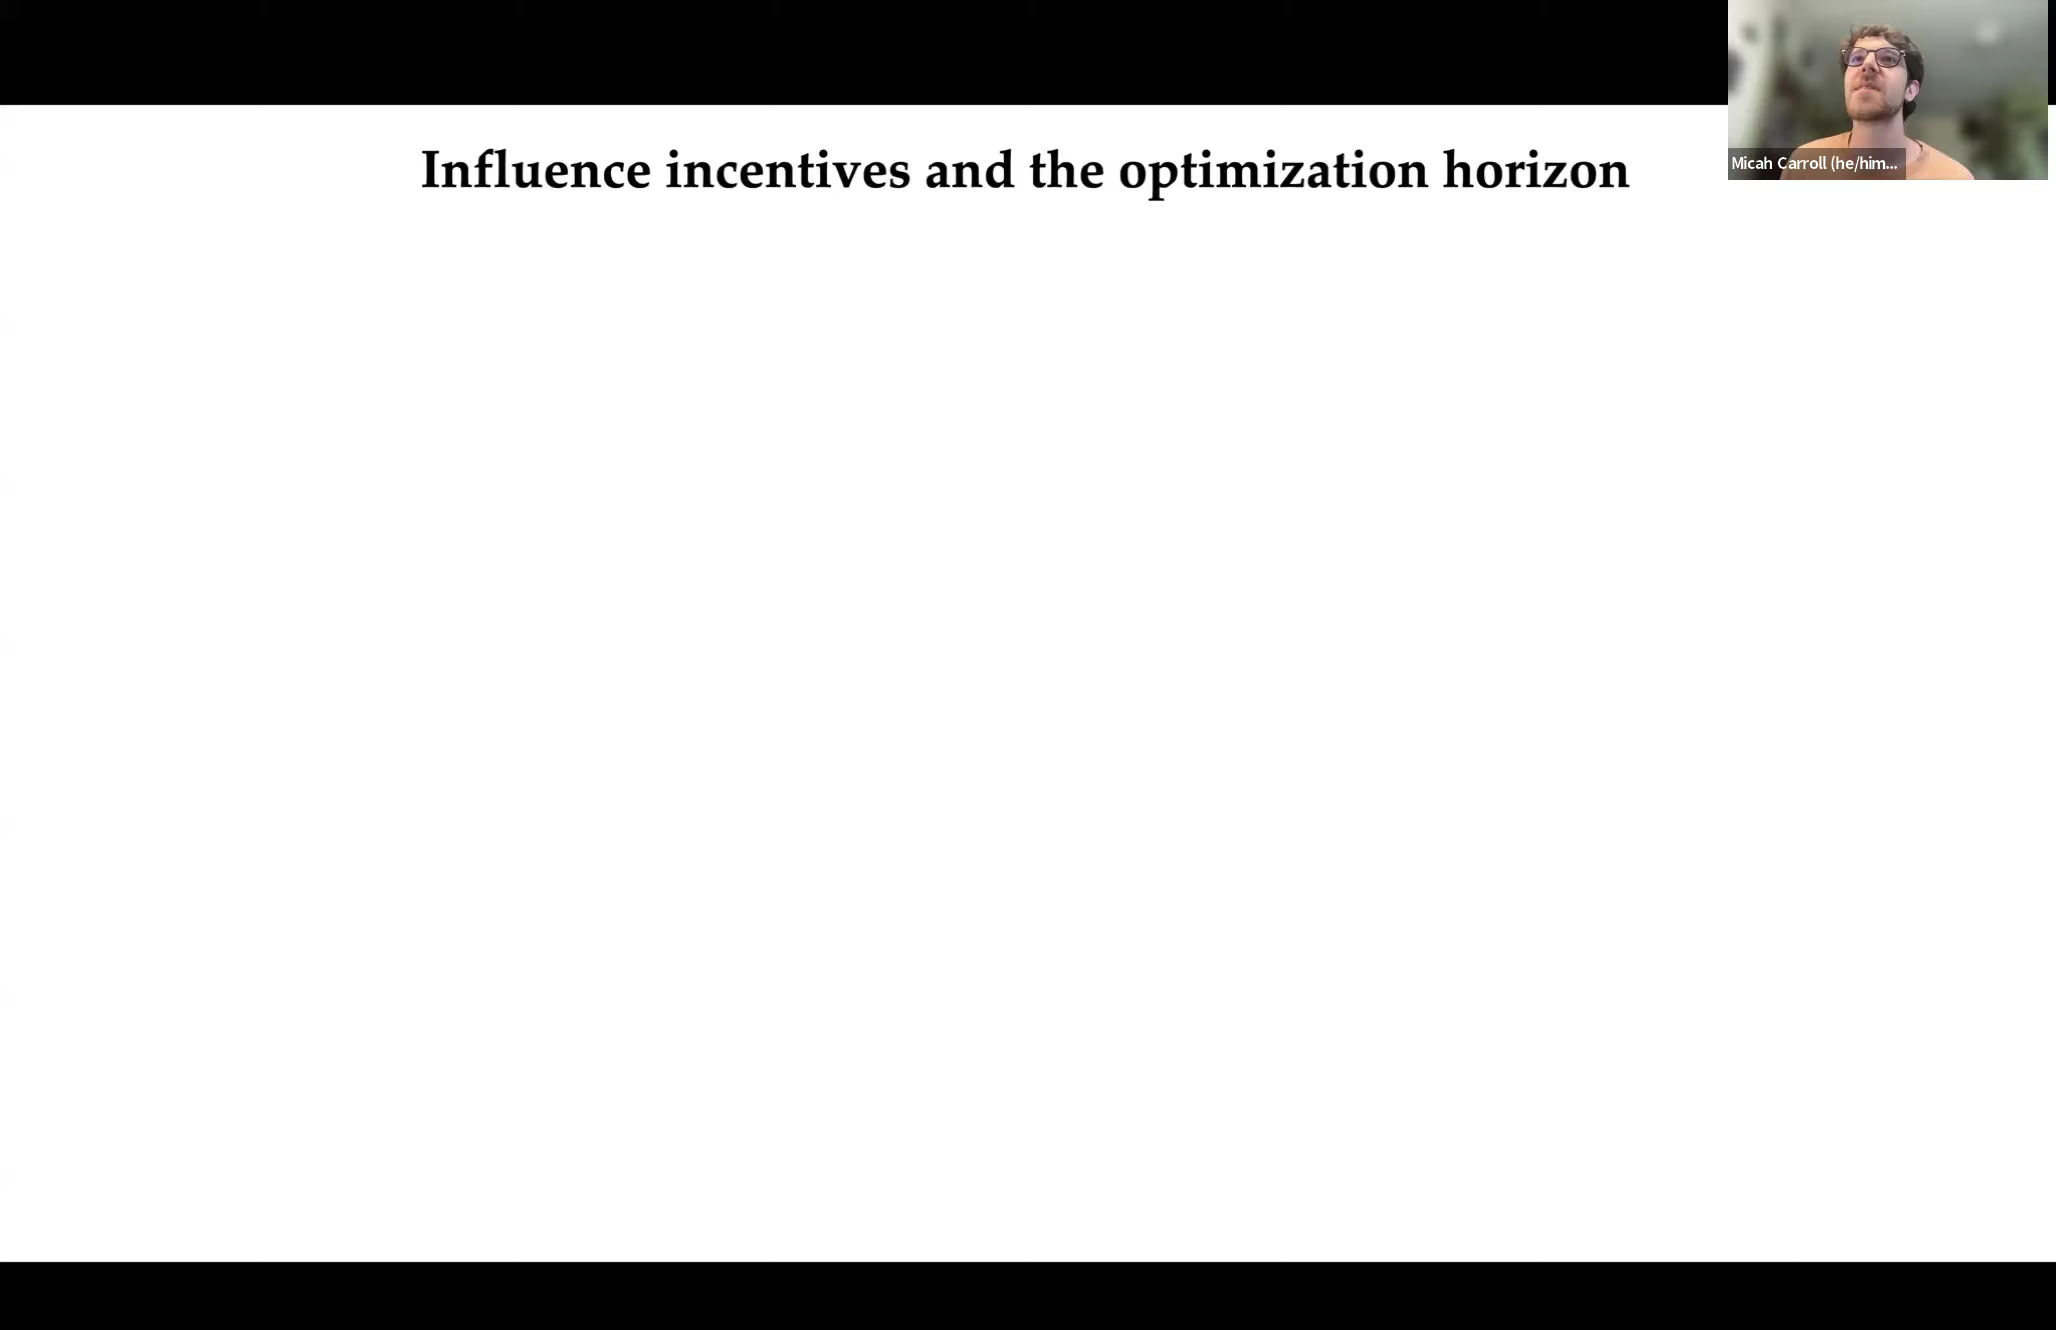 Influence incentives and the optimization horizon
Micah Carroll (he/him...